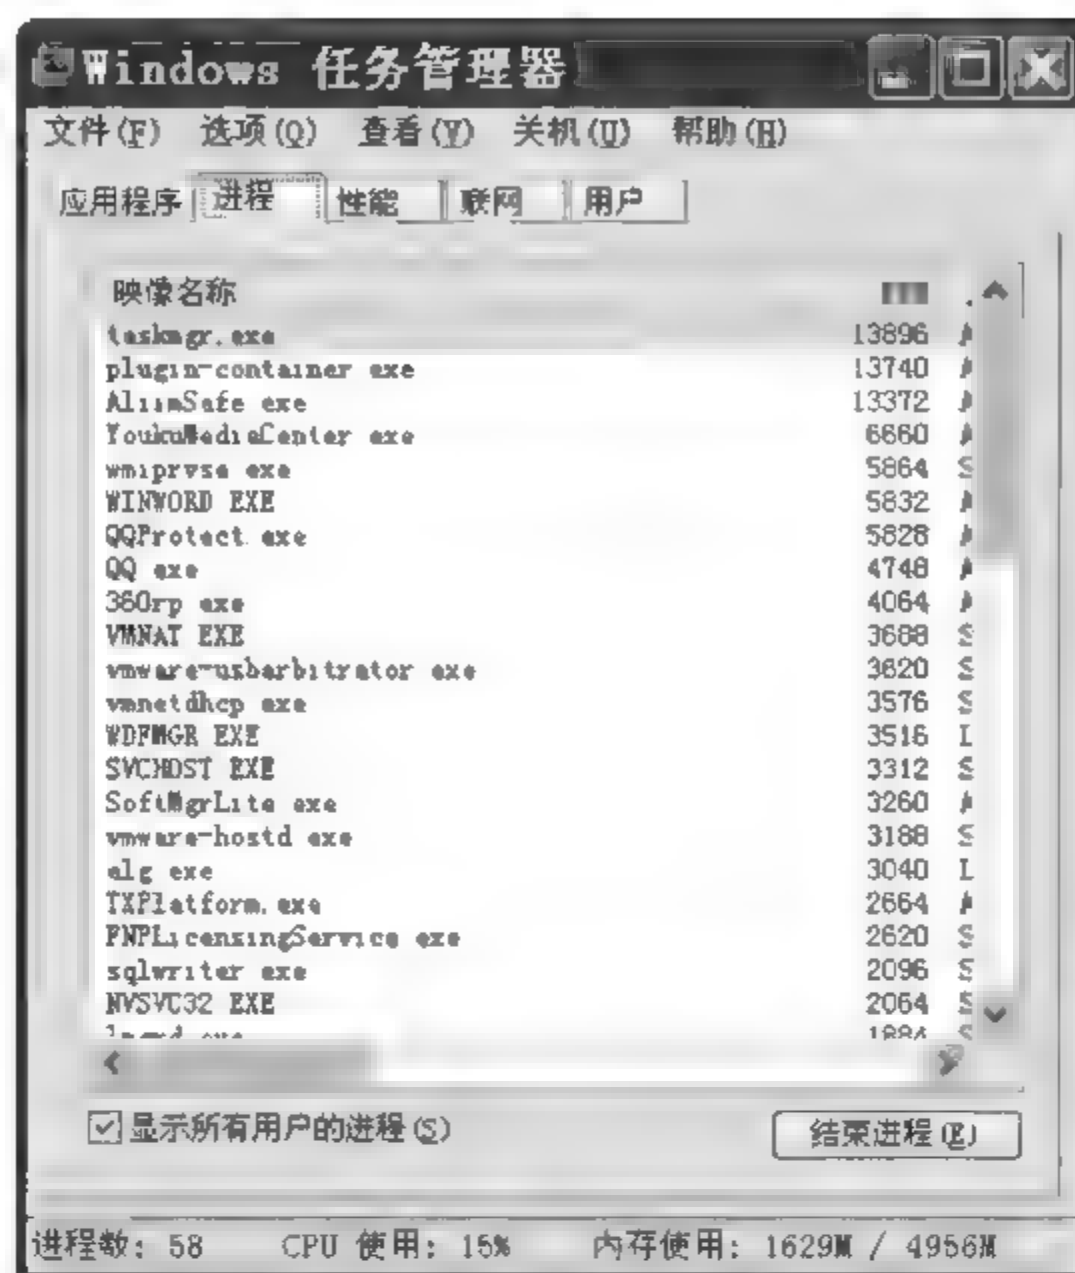 Windows 任务管理器
文件(F) 选项(O) 查看(V) 关机(U) 帮助(H)
应用程序 进程 性能 联网 用户
映像名称
taskmgr.exe 13896 A
plugin-container exe 13740 A
AliimSafe exe 13372 A
YoukuMediaCenter exe 6660 A
wmiprvse exe 5864 S
WINWORD EXE 5832 A
QQProtect.exe 5828 A
QQ exe 4748 A
360rp exe 4064 A
VMNAT EXE 3688 S
vmware-usbarbitrator exe 3620 S
vmnetdhcp exe 3576 S
WDFMGR EXE 3516 L
SVCHOST EXE 3312 S
SoftMgrLite exe 3260 A
vmware-hostd exe 3188 S
alg exe 3040 L
TXPlatform.exe 2664 A
FNPLicensingService exe 2620 S
sqlwriter exe 2096 S
NVSVC32 EXE 2064 S
1884 S
显示所有用户的进程(S) 结束进程(E)
进程数: 58 CPU 使用: 15% 内存使用: 1629M / 4956M